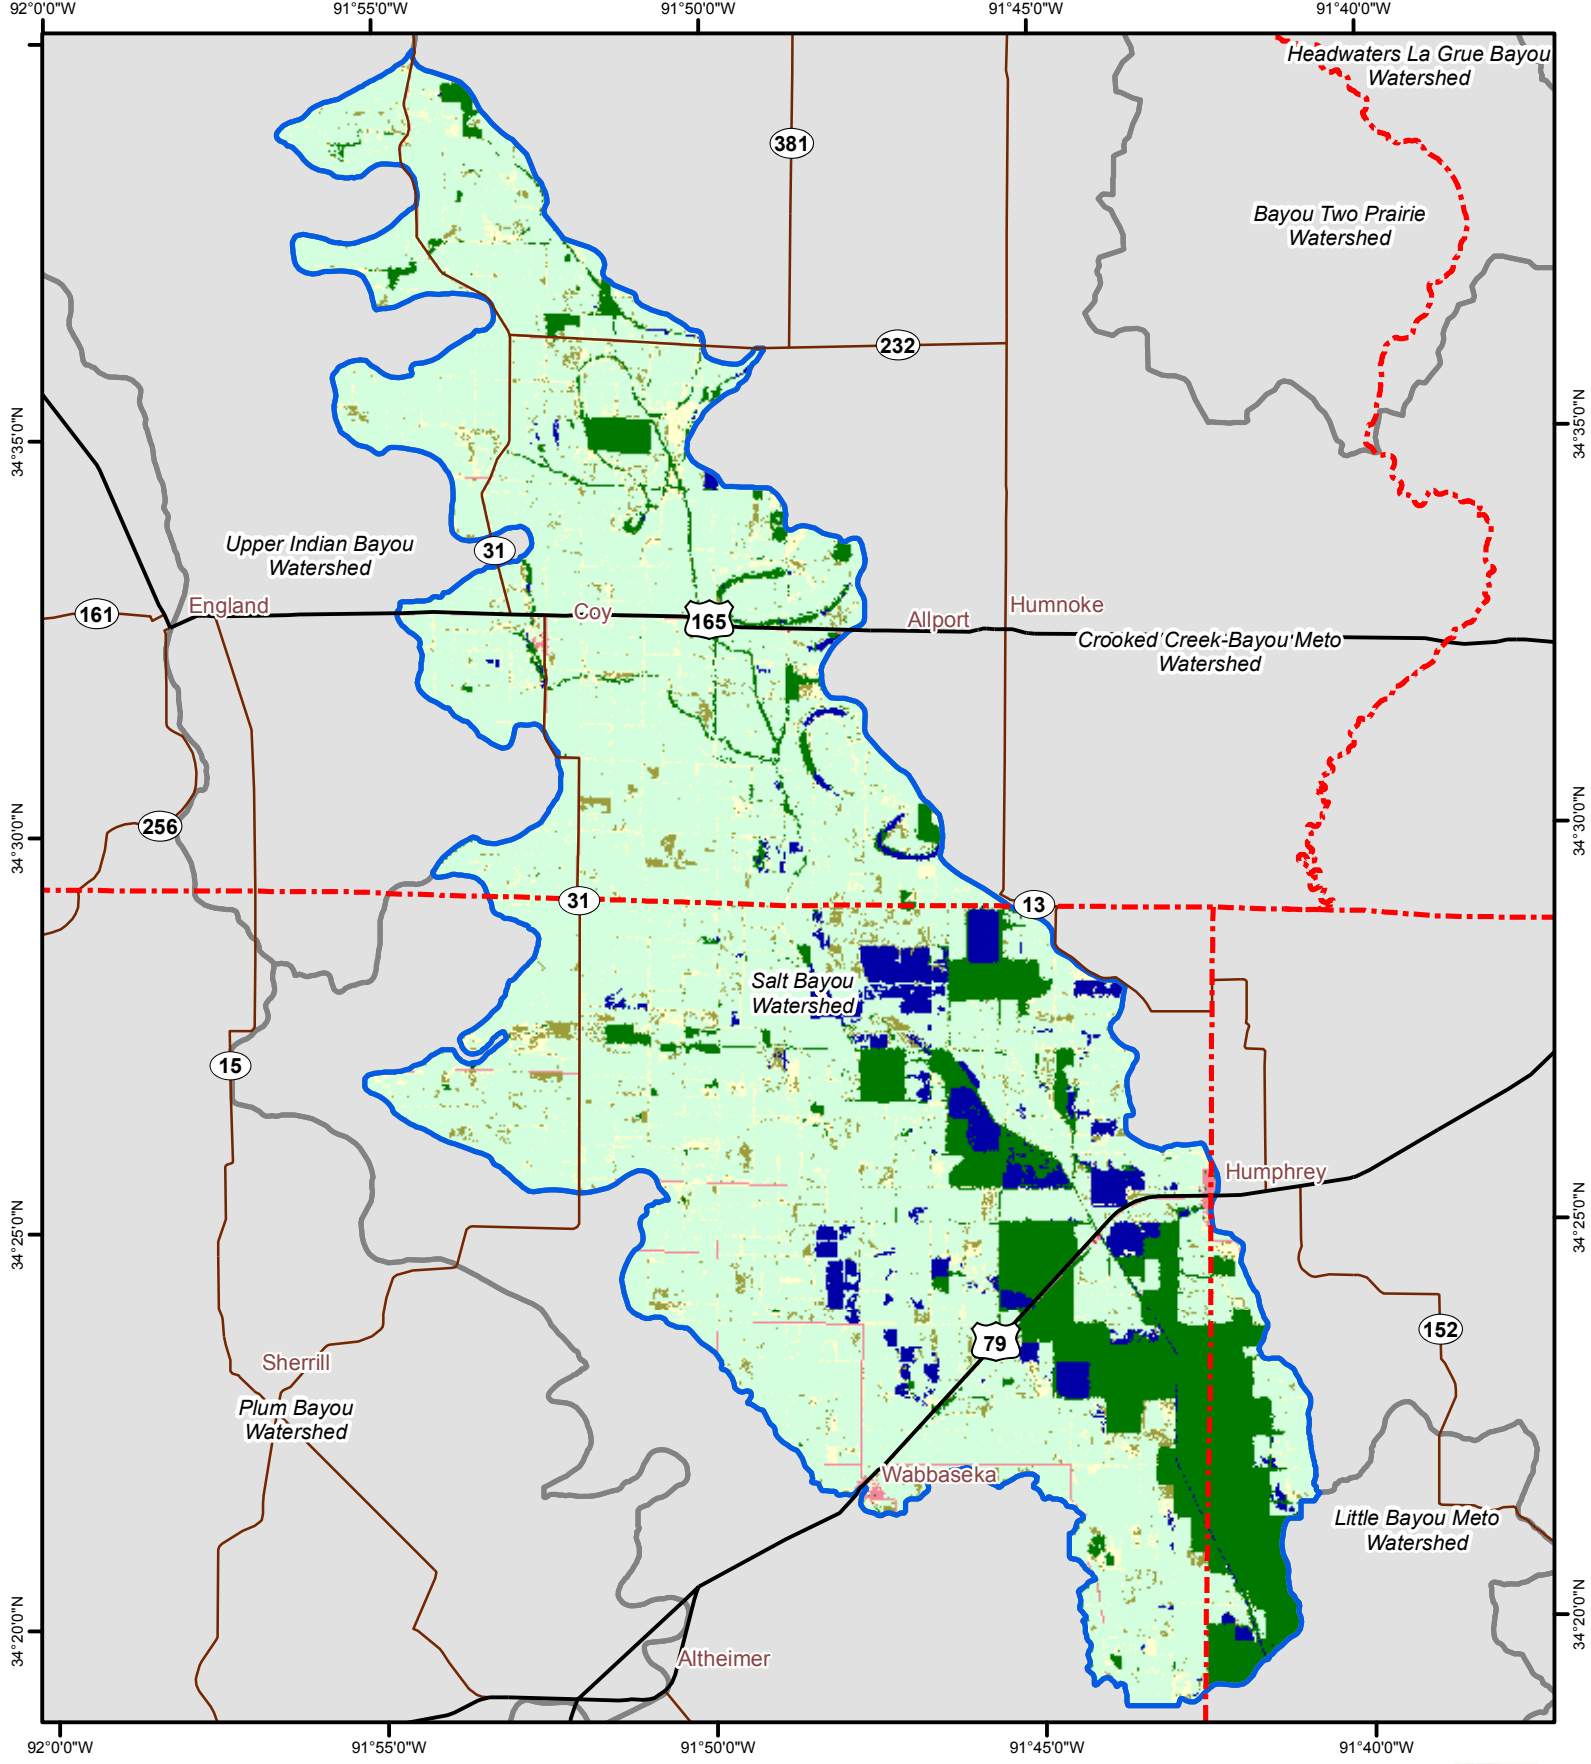 92°0'0"W
91°55'0"W
91°50'0"W
91°45'0"W
91°40'0"W
Headwaters La Grue Bayou
Watershed
381
Bayou Two Prairie
Watershed
232
34°35'0"N
34°35'0"N
Upper Indian Bayou
Watershed
31
161
England
Coy
165
Allport
Humnoke
Crooked Creek-Bayou Meto
Watershed
34°30'0"N
34°30'0"N
256
31
13
Salt Bayou
Watershed
15
Humphrey
34°25'0"N
34°25'0"N
79
152
Sherrill
Plum Bayou
Watershed
Wabbaseka
Little Bayou Meto
Watershed
34°20'0"N
34°20'0"N
Altheimer
92°0'0"W
91°55'0"W
91°50'0"W
91°45'0"W
91°40'0"W